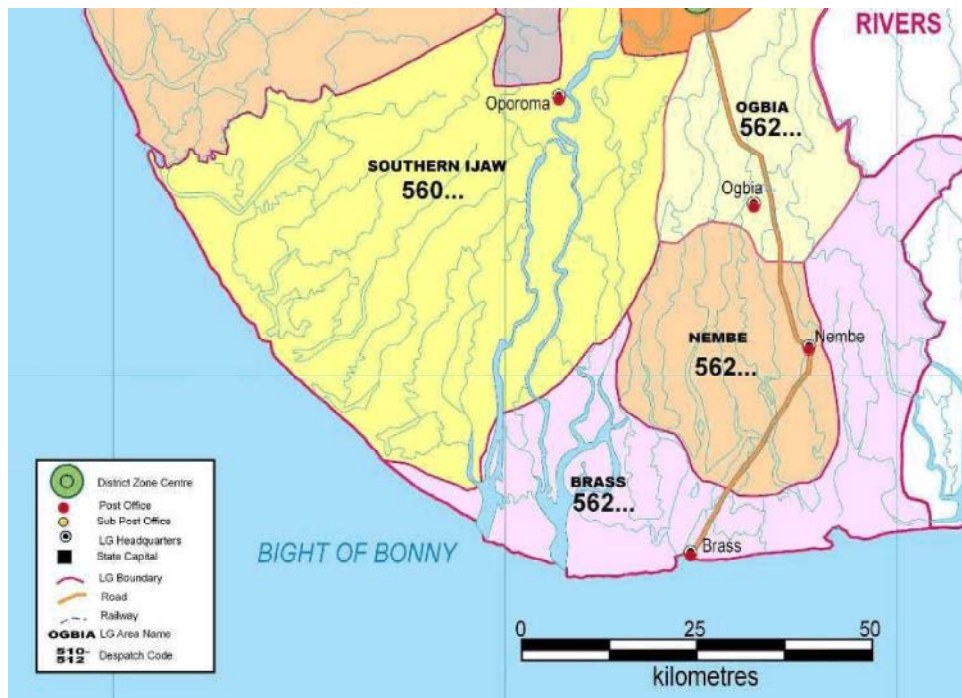 RIVERS
Oporoma
OGBIA
562...
SOUTHERN IJAW
560...
Ogbia
NEMBE
562...
Nembe
BRASS
562...
Brass
BIGHT OF BONNY
District Zone Centre
Post Office
Sub Post Office
LG Headquarters
State Capital
LG Boundary
Road
Railway
OGBIA LG Area Name
510-
512 Despatch Code
0 25 50
kilometres